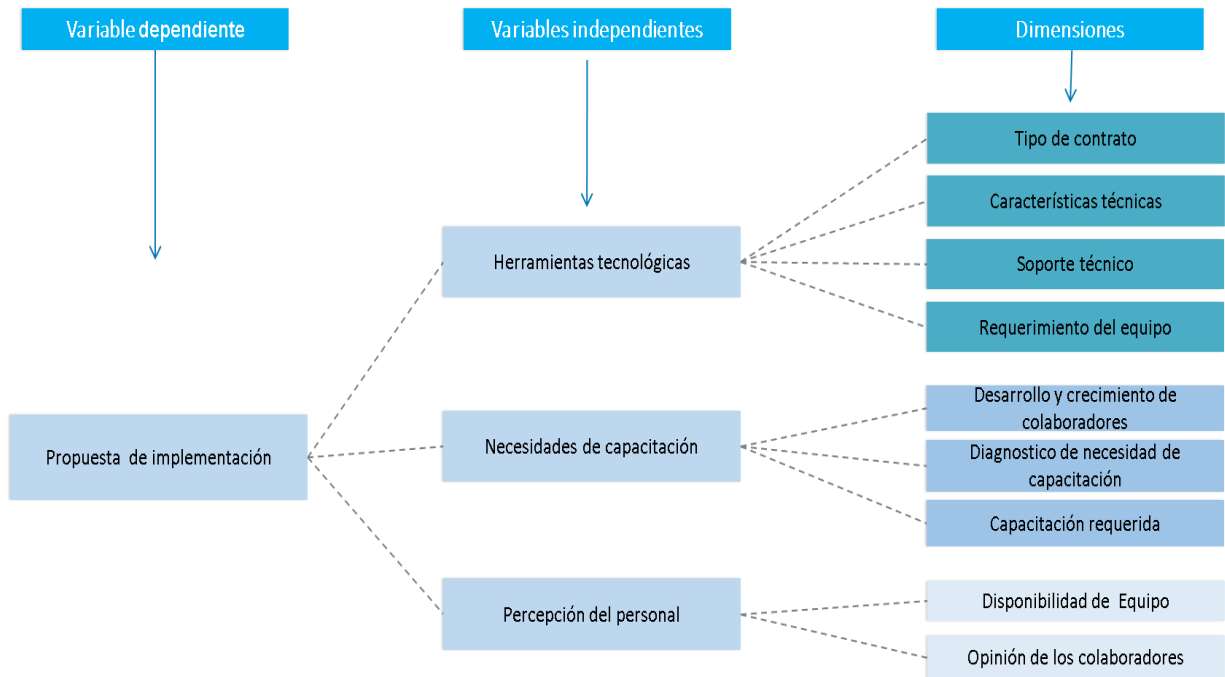 Variable dependiente
Variables independientes
Dimensiones
Tipo de contrato
Características técnicas
Herramientas tecnológicas
Soporte técnico
Requerimiento del equipo
Desarrollo y crecimiento de
colaboradores
Propuesta de implementación
Necesidades de capacitación
Diagnostico de necesidad de
capacitación
Capacitación requerida
Percepción del personal
Disponibilidad de Equipo
Opinión de los colaboradores